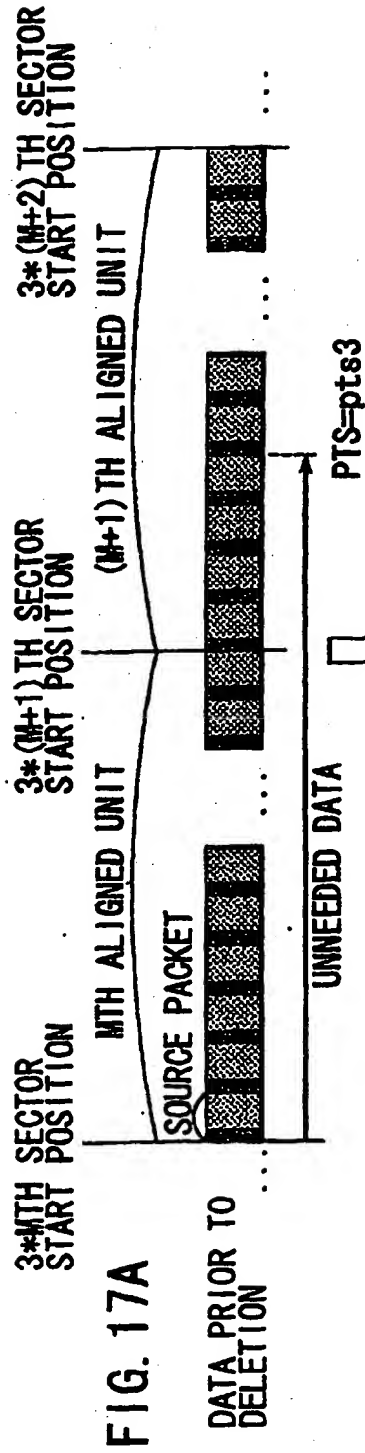 FIG. 17A
3*MTH SECTOR
START POSITION
3*(M+1)TH SECTOR
START POSITION
3*(M+2)TH SECTOR
START POSITION
MTH ALIGNED UNIT
(M+1)TH ALIGNED UNIT
SOURCE PACKET
DATA PRIOR TO
DELETION
...
...
...
...
UNNEEDED DATA
PTS=pts3